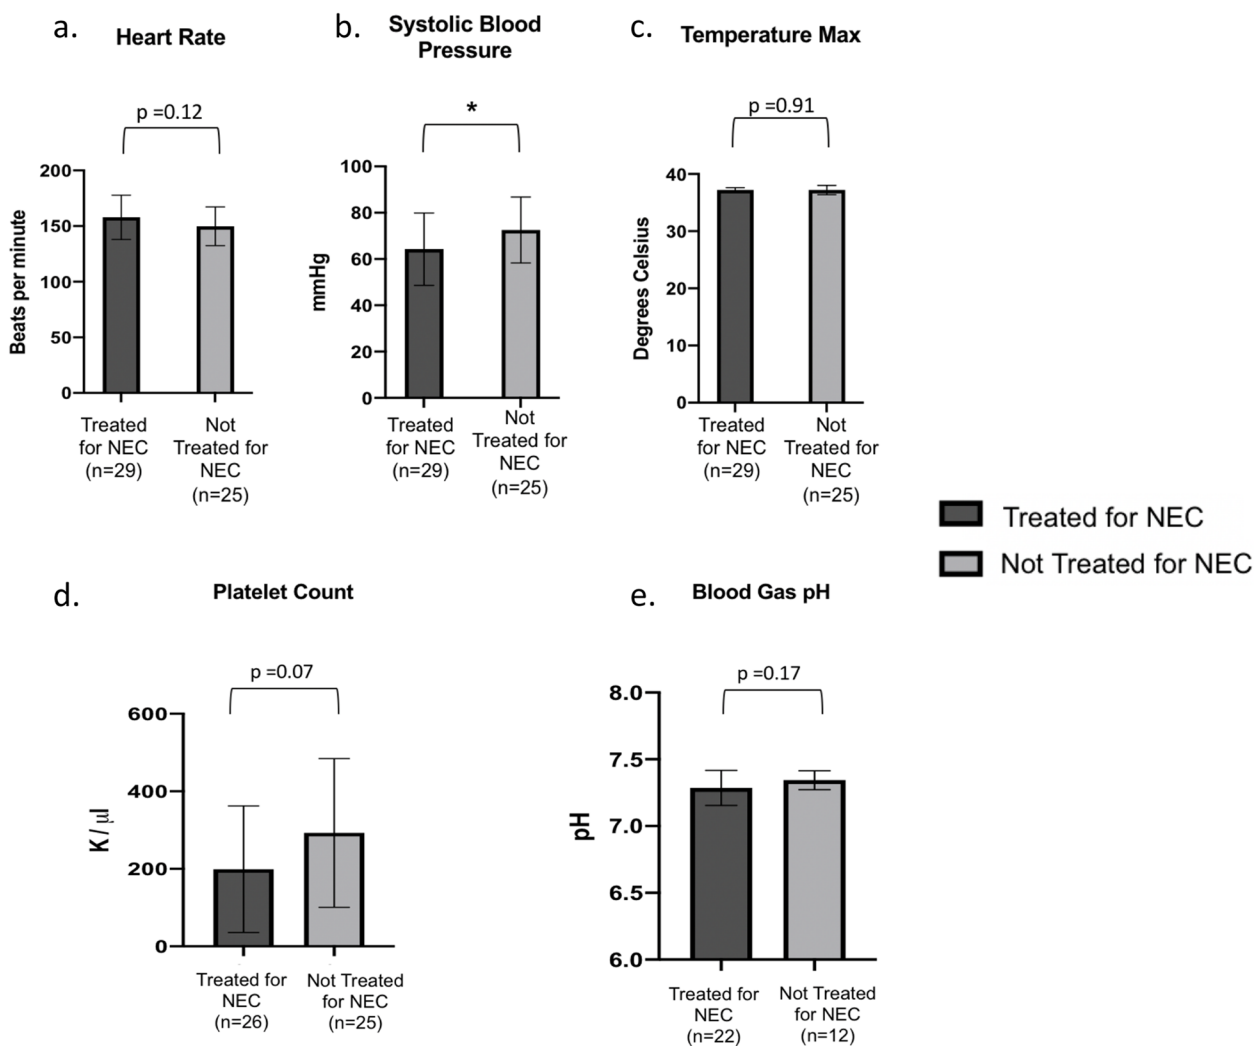 a.
Heart Rate
p =0.12
200
150
100
50
0
Beats per minute
Treated
for NEC
(n=29)
Not
Treated for
NEC
(n=25)
b.
Systolic Blood
Pressure
*
100
80
60
40
20
0
mmHg
Treated
for NEC
(n=29)
Not
Treated for
NEC
(n=25)
c.
Temperature Max
p =0.91
40
30
20
10
0
Degrees Celsius
Treated
for NEC
(n=29)
Not
Treated for
NEC
(n=25)
Treated for NEC
Not Treated for NEC
d.
Platelet Count
p =0.07
600
400
200
0
K / µl
Treated for
NEC
(n=26)
Not Treated
for NEC
(n=25)
e.
Blood Gas pH
p =0.17
8.0
7.5
7.0
6.5
6.0
pH
Treated for
NEC
(n=22)
Not Treated
for NEC
(n=12)